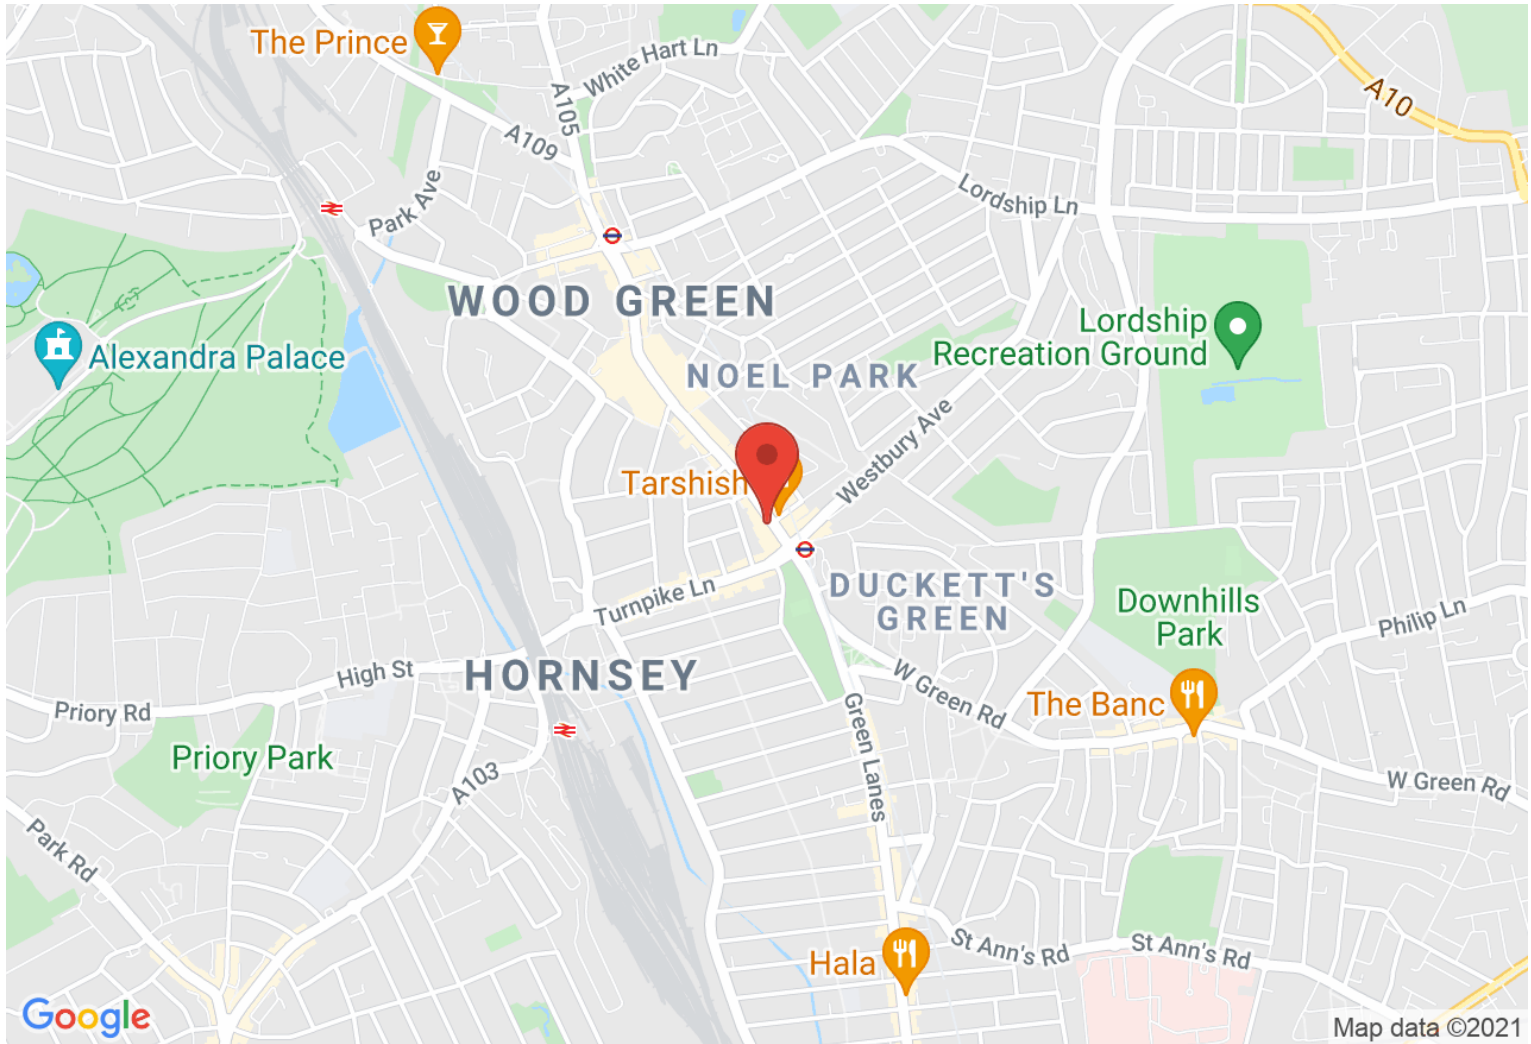 The Prince
White Hart Ln
A105
A109
A10
Park Ave
Lordship Ln
WOOD GREEN
Lordship
Recreation Ground
Alexandra Palace
NOEL PARK
Westbury Ave
Tarshish
DUCKETT'S
GREEN
Turnpike Ln
Downhills
Park
Philip Ln
High St
HORNSEY
W Green Rd
The Banc
Priory Rd
Green Lanes
Priory Park
A103
W Green Rd
Park Rd
St Ann's Rd
St Ann's Rd
Hala
Google
Map data ©2021